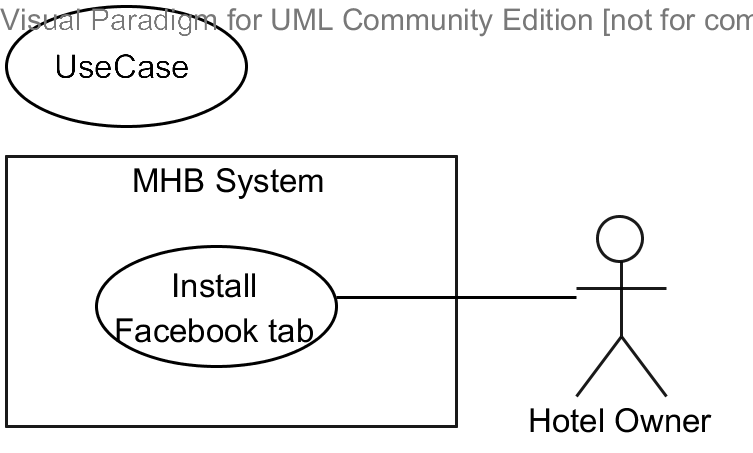 Visual Paradigm for UML Community Edition [not for com
UseCase
MHB System
Install
Facebook tab
Hotel Owner